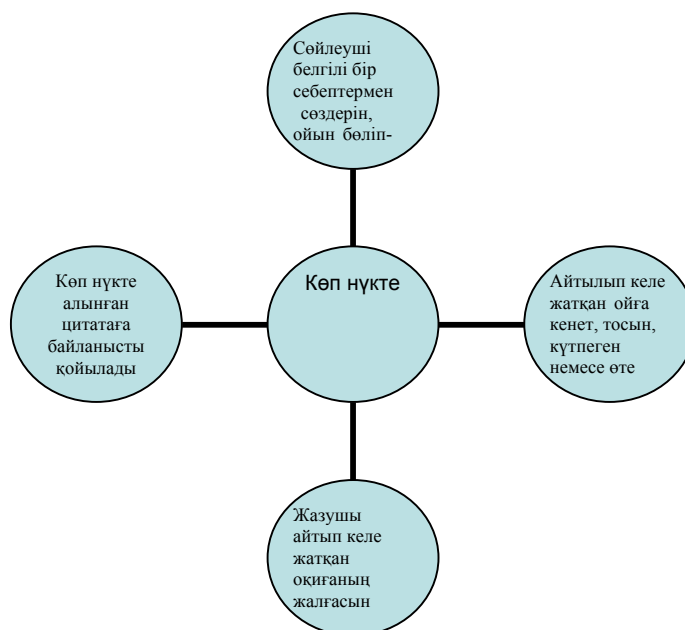 Сөйлеуші
белгілі бір
себептермен
сөздерін,
ойын бөліп-
Көп нүкте
алынған
цитатаға
байланысты
қойылады
Көп нүкте
Айтылып келе
жатқан ойға
кенет, тосын,
күтпеген
немесе өте
Жазушы
айтып келе
жатқан
оқиғаның
жалғасын